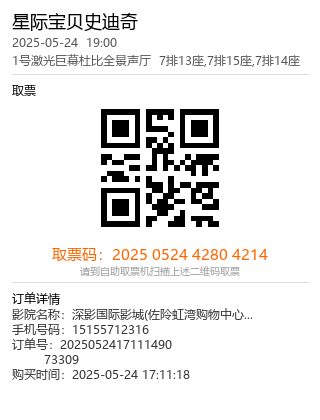 星际宝贝史迪奇
2025-05-24 19:00
1号激光巨幕杜比全景声厅 7排13座,7排15座,7排14座
取票
取票码：2025 0524 4280 4214
请到自助取票机扫描上述二维码取票
订单详情
影院名称：深影国际影城(佐阾虹湾购物中心...
手机号码：15155712316
订单号：2025052417111490
73309
购买时间：2025-05-24 17:11:18